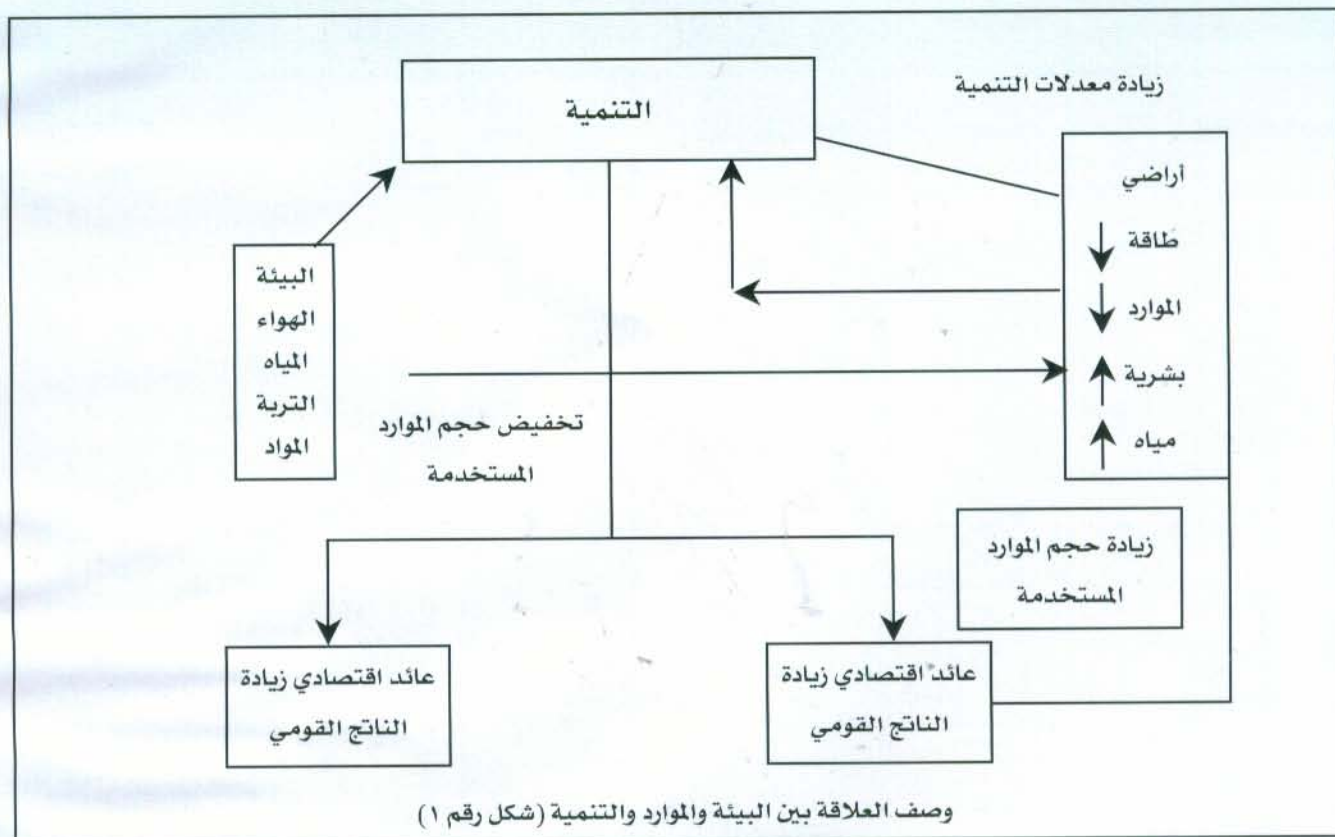 زيادة معدلات التنمية
التنمية
أراضي
طاقة
الموارد
بشرية
مياه
البيئة
الهواء
المياه
التربة
المواد
تخفيض حجم الموارد
المستخدمة
زيادة حجم الموارد
المستخدمة
عائد اقتصادي زيادة
الناتج القومي
عائد اقتصادي زيادة
الناتج القومي
وصف العلاقة بين البيئة والموارد والتنمية (شكل رقم ١)